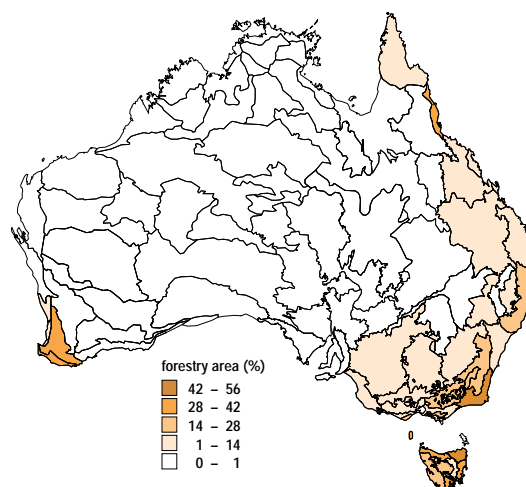 forestry area (%)
42 – 56
28 – 42
14 – 28
1 – 14
0 – 1